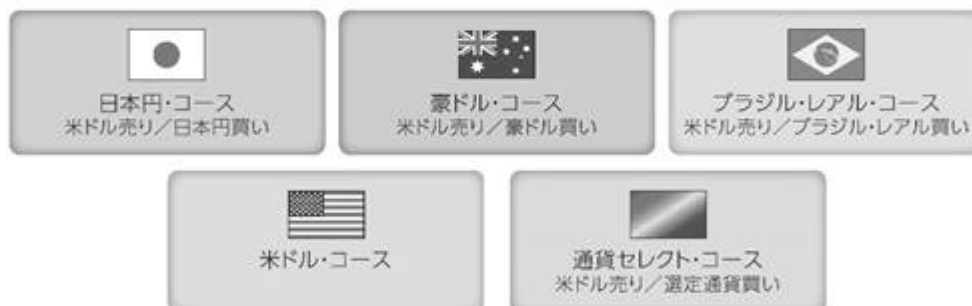 日本円・コース
米ドル売り／日本円買い
豪ドル・コース
米ドル売り／豪ドル買い
ブラジル・レアル・コース
米ドル売り／ブラジル・レアル買い
米ドル・コース
通貨セレクト・コース
米ドル売り／選定通貨買い